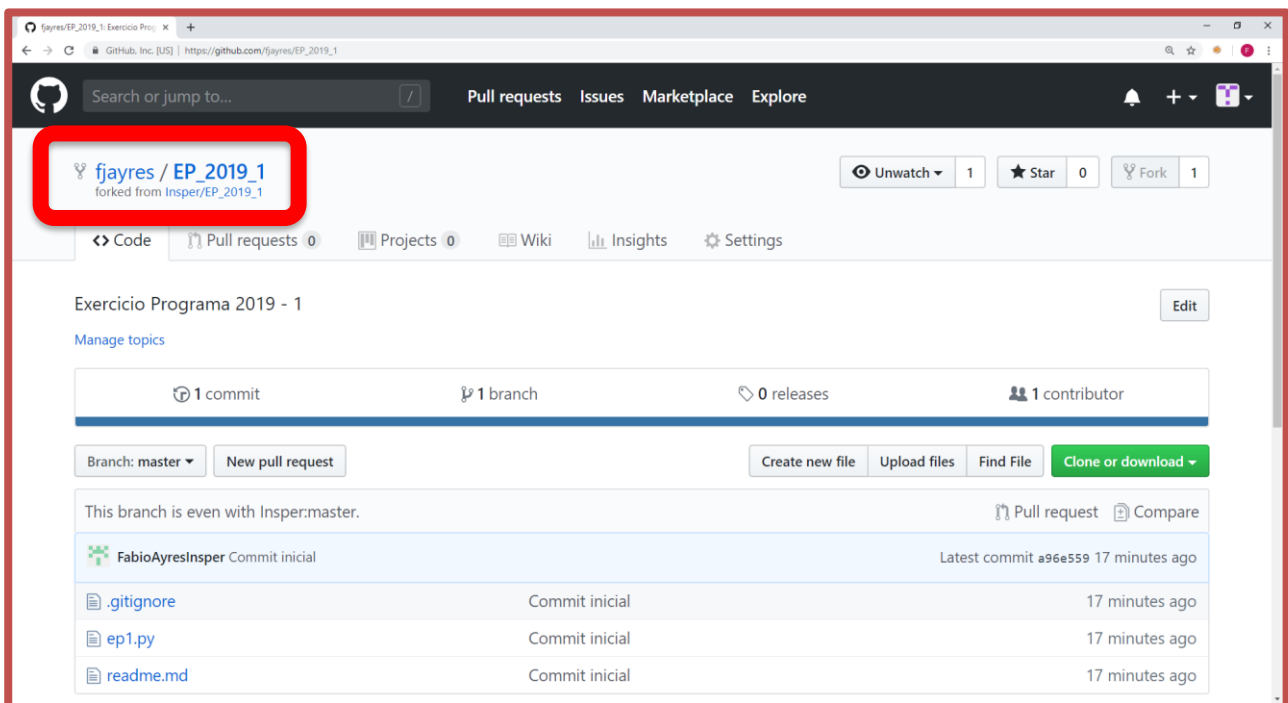 fjayres/EP_2019_1: Exercicio Prog
GitHub, Inc. [US] | https://github.com/fjayres/EP_2019_1
Search or jump to... / Pull requests Issues Marketplace Explore
fjayres / EP_2019_1 Unwatch 1 Star 0 Fork 1
forked from Insper/EP_2019_1
<> Code Pull requests 0 Projects 0 Wiki Insights Settings
Exercicio Programa 2019 - 1 Edit
Manage topics
1 commit 1 branch 0 releases 1 contributor
Branch: master New pull request Create new file Upload files Find File Clone or download
This branch is even with Insper:master. Pull request Compare
FabioAyresInsper Commit inicial Latest commit a96e559 17 minutes ago
.gitignore Commit inicial 17 minutes ago
ep1.py Commit inicial 17 minutes ago
readme.md Commit inicial 17 minutes ago